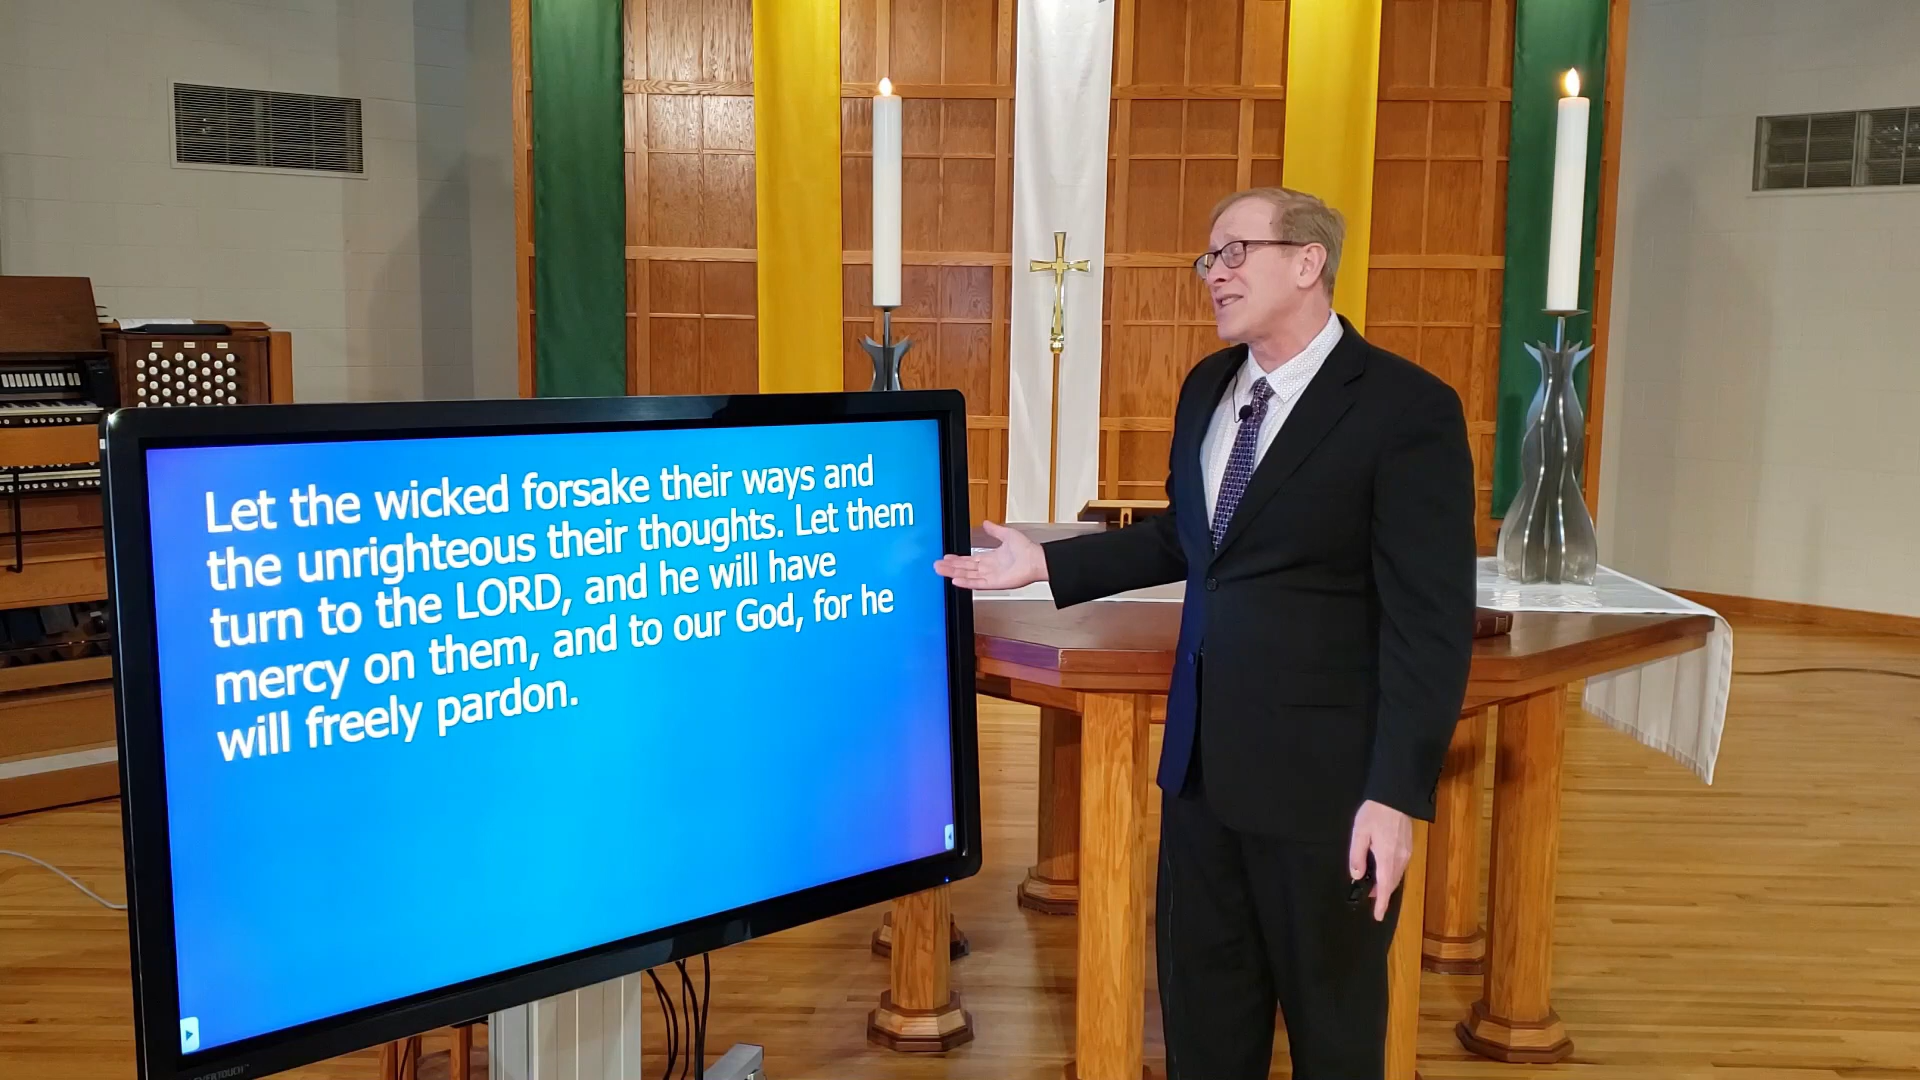 Let the wicked forsake their ways and
the unrighteous their thoughts. Let them
turn to the LORD, and he will have
mercy on them, and to our God, for he
will freely pardon.